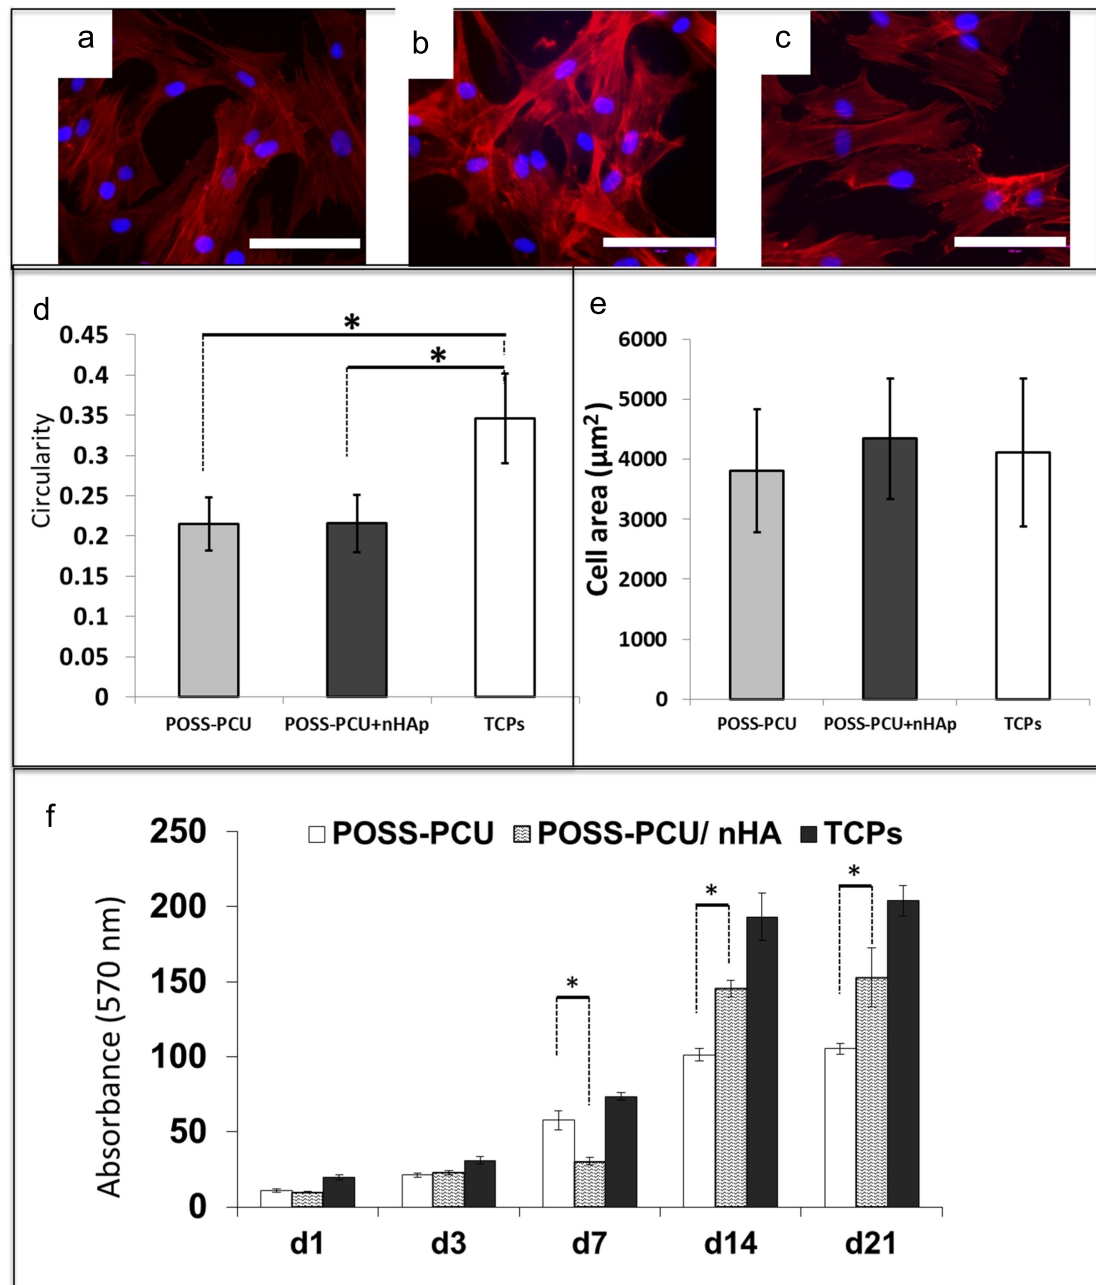 a
b
c
d
*
*
0.45
0.4
0.35
0.3
0.25
0.2
0.15
0.1
0.05
0
Circularity
POSS-PCU POSS-PCU+nHAp TCPs
e
6000
5000
4000
3000
2000
1000
0
Cell area (µm²)
POSS-PCU POSS-PCU+nHAp TCPs
f
250
200
150
100
50
0
Absorbance (570 nm)
POSS-PCU POSS-PCU/ nHA TCPs
*
*
*
d1 d3 d7 d14 d21